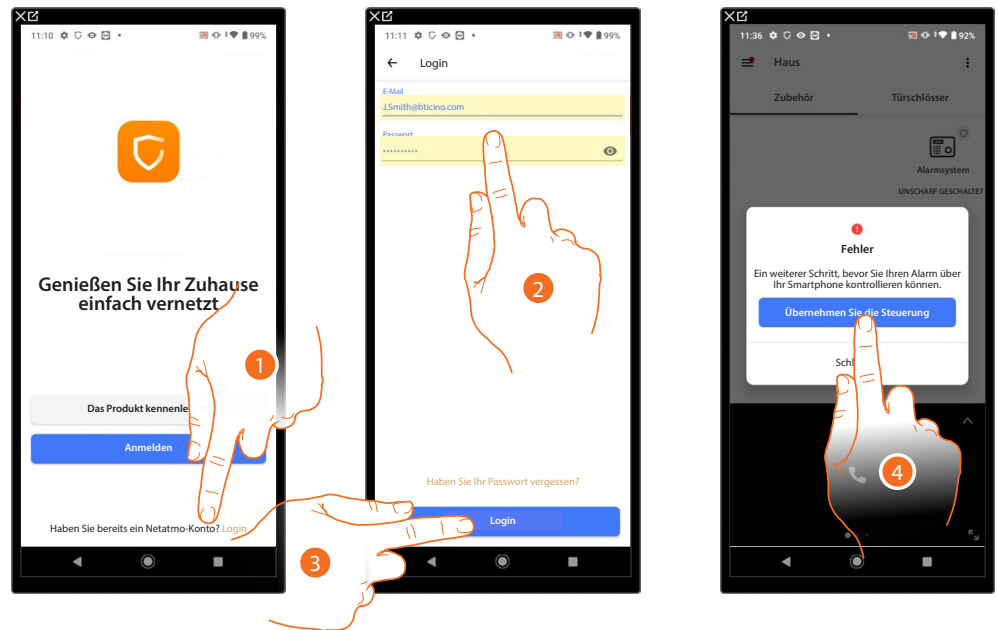 11:10
99%
Genießen Sie Ihr Zuhause
einfach vernetzt
1
Das Produkt kennenle
Anmelden
Haben Sie bereits ein Netatmo-Konto? Login
11:11
99%
Login
E-Mail
J.Smith@bticino.com
Passwort
••••••••••
2
Haben Sie Ihr Passwort vergessen?
Login
3
11:36
92%
Haus
Zubehör
Türschlösser
Alarmsystem
UNSCHARF GESCHALTET
Fehler
Ein weiterer Schritt, bevor Sie Ihren Alarm über
Ihr Smartphone kontrollieren können.
Übernehmen Sie die Steuerung
Schl
4